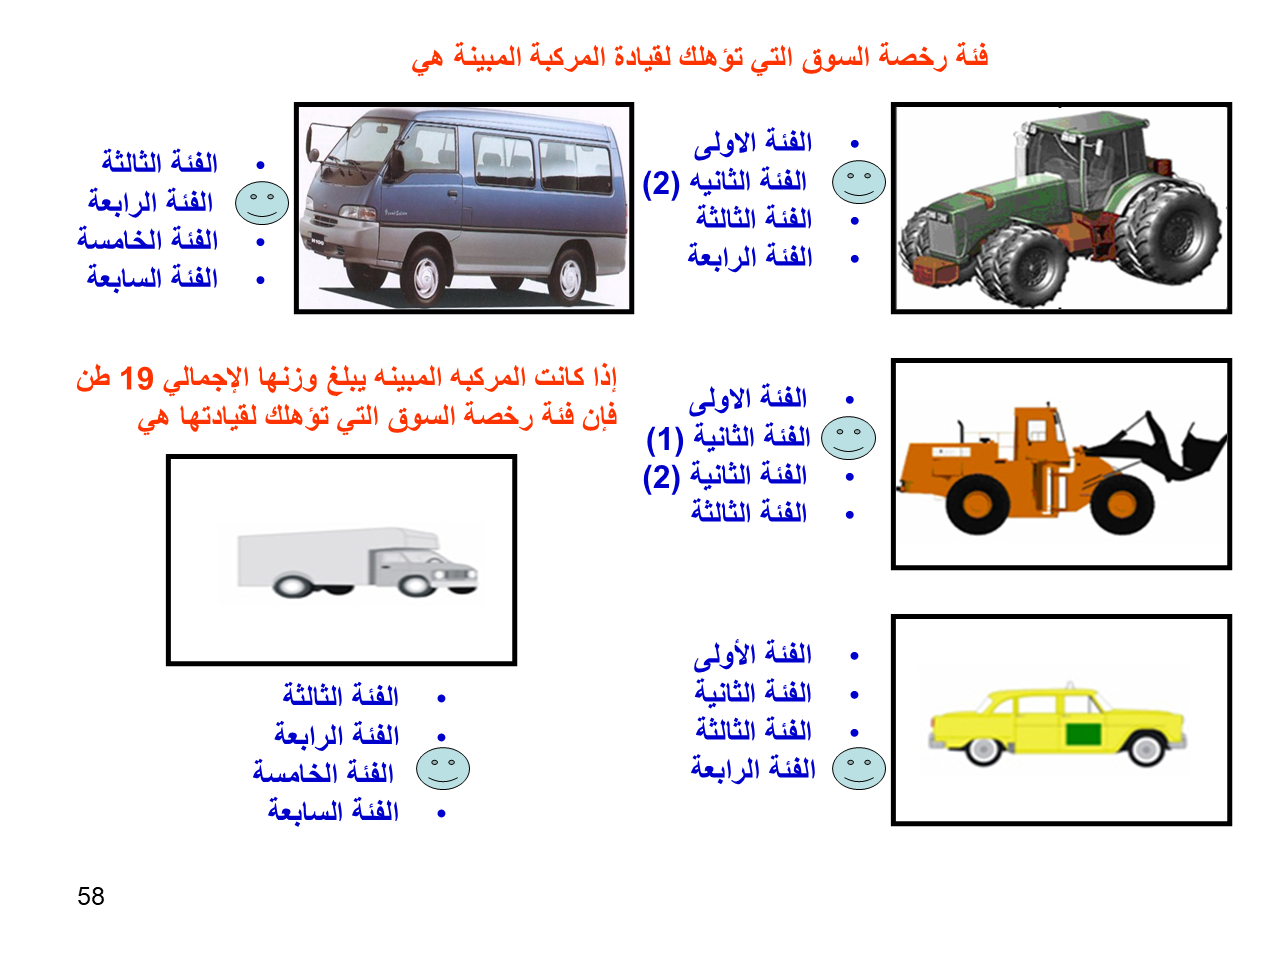 فئة رخصة السوق التي تؤهلك لقيادة المركبة المبينة هي
• الفئة الاولى
الفئة الثانيه (2)
• الفئة الثالثة
• الفئة الرابعة
• الفئة الثالثة
الفئة الرابعة
• الفئة الخامسة
• الفئة السابعة
• الفئة الاولى
الفئة الثانية (1)
• الفئة الثانية (2)
• الفئة الثالثة
إذا كانت المركبه المبينه يبلغ وزنها الإجمالي 19 طن
فإن فئة رخصة السوق التي تؤهلك لقيادتها هي
• الفئة الأولى
• الفئة الثانية
• الفئة الثالثة
الفئة الرابعة
• الفئة الثالثة
• الفئة الرابعة
الفئة الخامسة
• الفئة السابعة
58